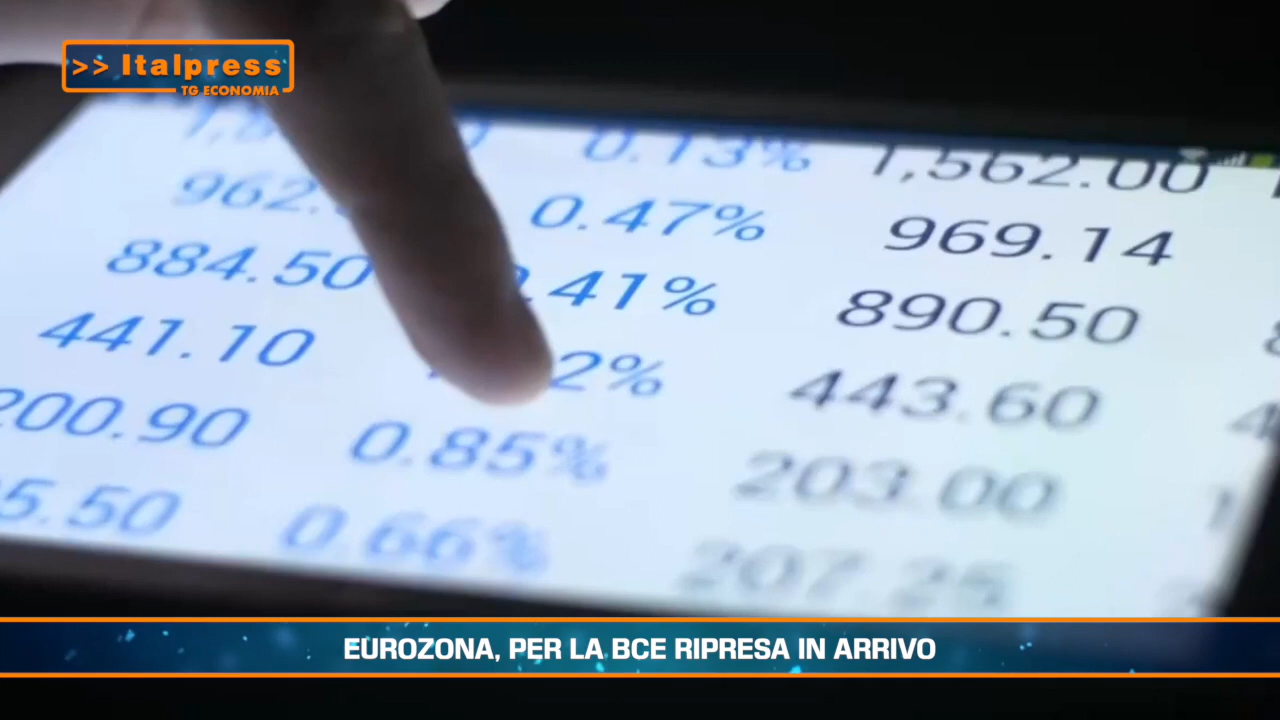 >> Italpress
TG ECONOMIA
0.13% 1,562.00
0.47% 969.14
884.50 .41% 890.50
441.10 2% 443.60
200.90 0.85% 203.00
5.50 0.66% 207.25
EUROZONA, PER LA BCE RIPRESA IN ARRIVO